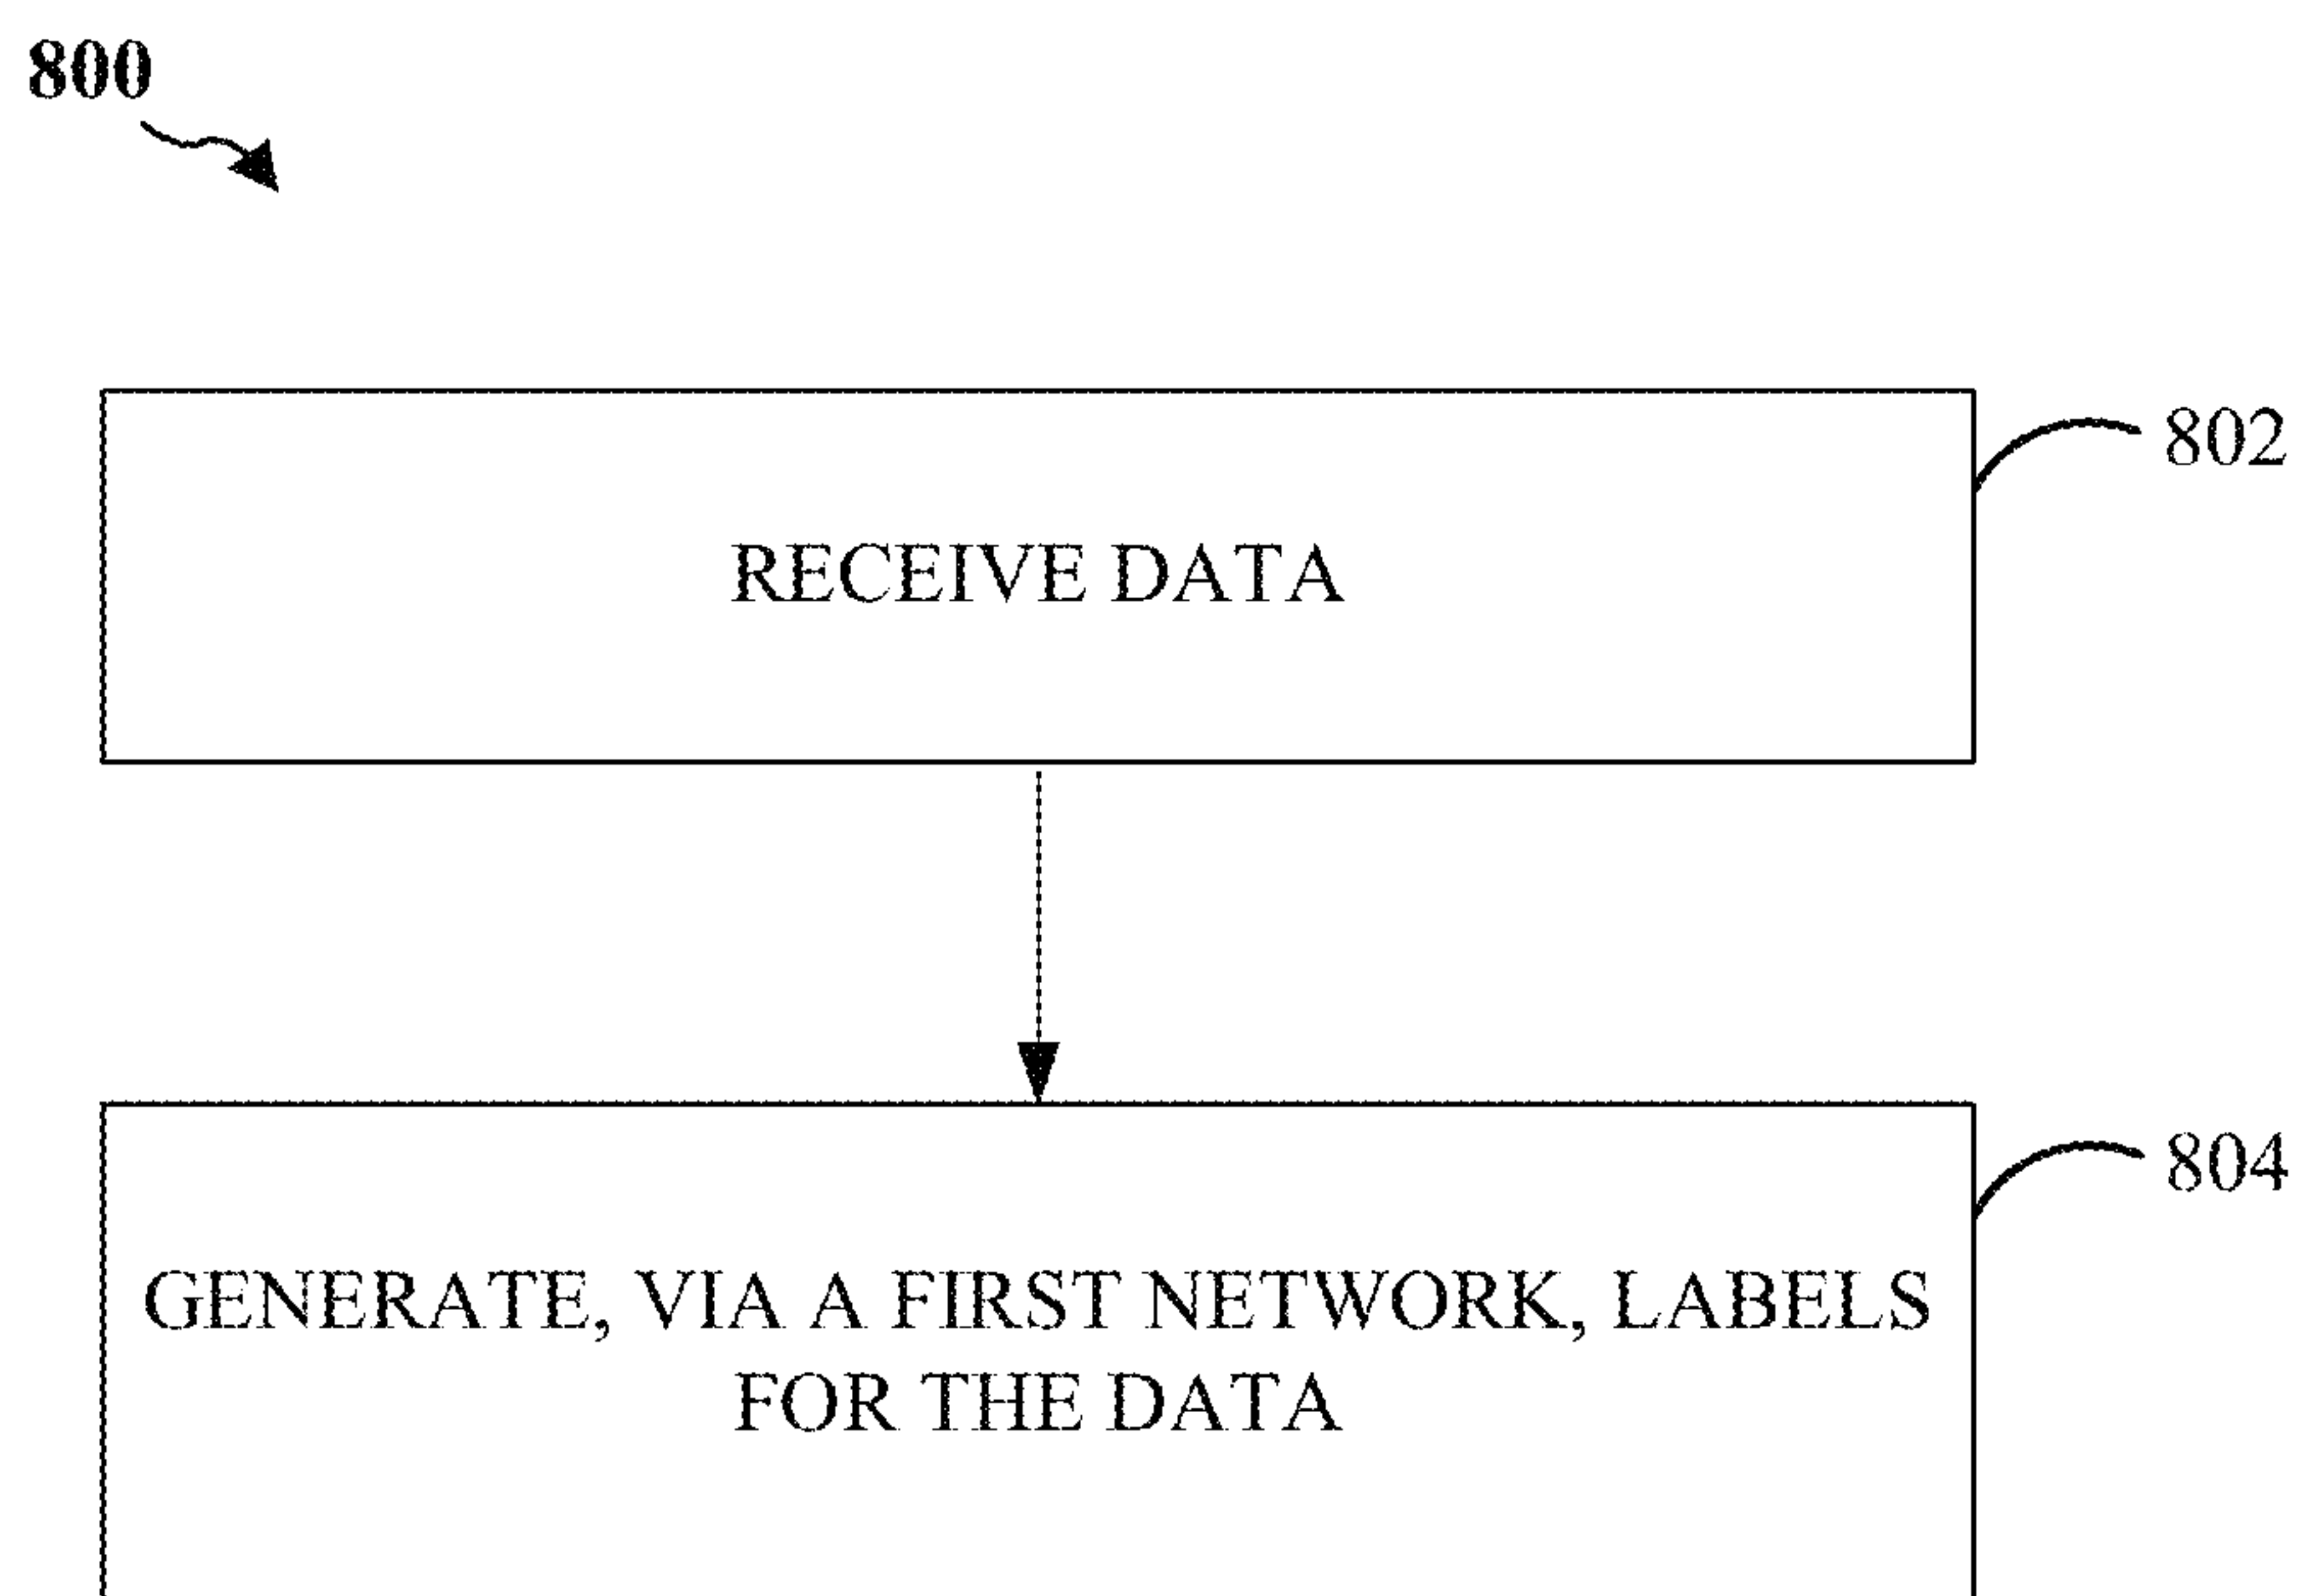 800
802
RECEIVE DATA
804
GENERATE, VIA A FIRST NETWORK, LABELS
FOR THE DATA